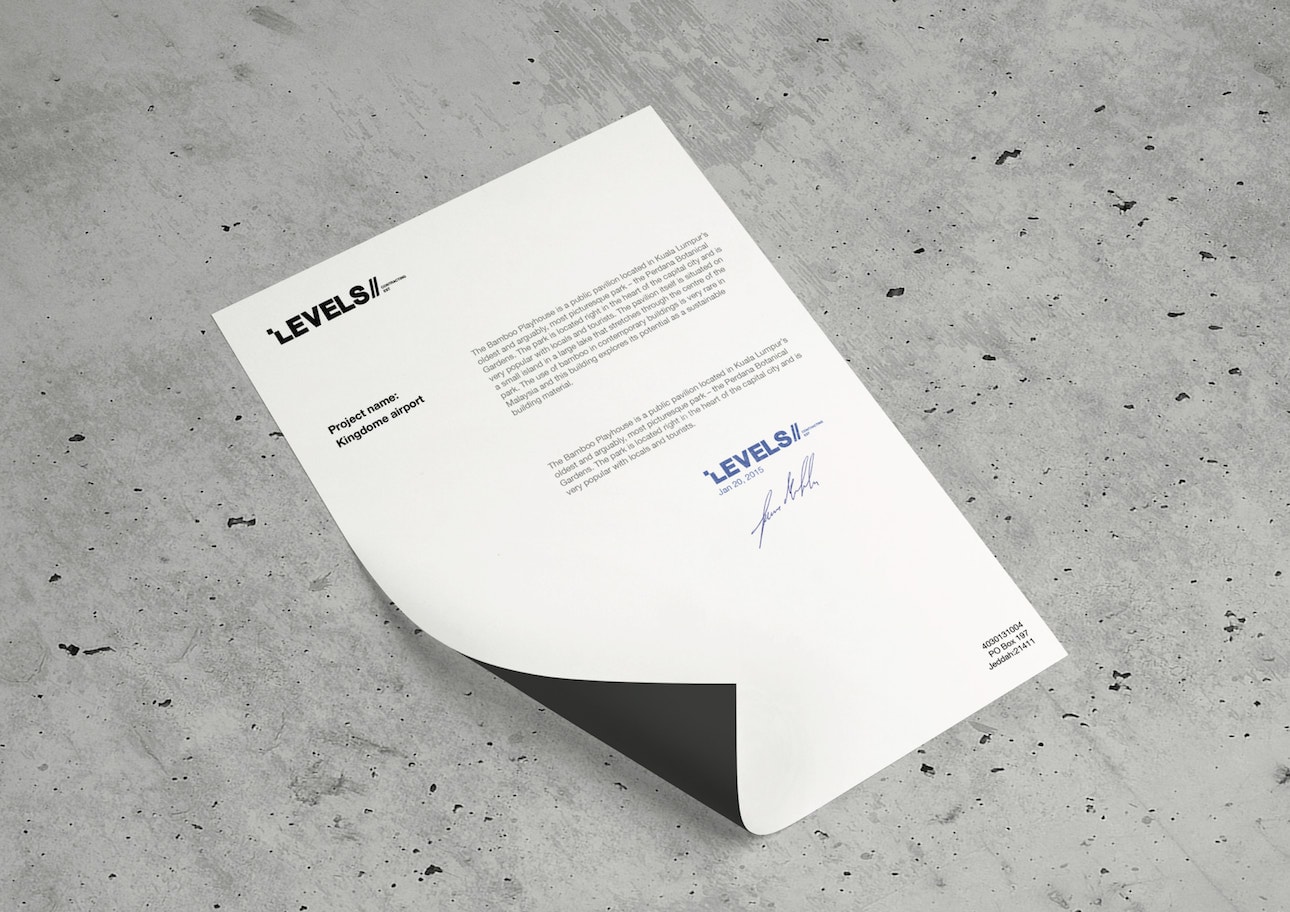 LEVELS//
CONTRACTING
EST
Project name:
Kingdome airport
The Bamboo Playhouse is a public pavilion located in Kuala Lumpur's
oldest and arguably, most picturesque park – the Perdana Botanical
Gardens. The park is located right in the heart of the capital city and is
very popular with locals and tourists. The pavilion itself is situated on
a small island in a large lake that stretches through the centre of the
park. The use of bamboo in contemporary buildings is very rare in
Malaysia and this building explores its potential as a sustainable
building material.
The Bamboo Playhouse is a public pavilion located in Kuala Lumpur's
oldest and arguably, most picturesque park – the Perdana Botanical
Gardens. The park is located right in the heart of the capital city and is
very popular with locals and tourists.
LEVELS//
CONTRACTING
EST
Jan 20, 2015
4030131004
PO Box 197
Jeddah:21411